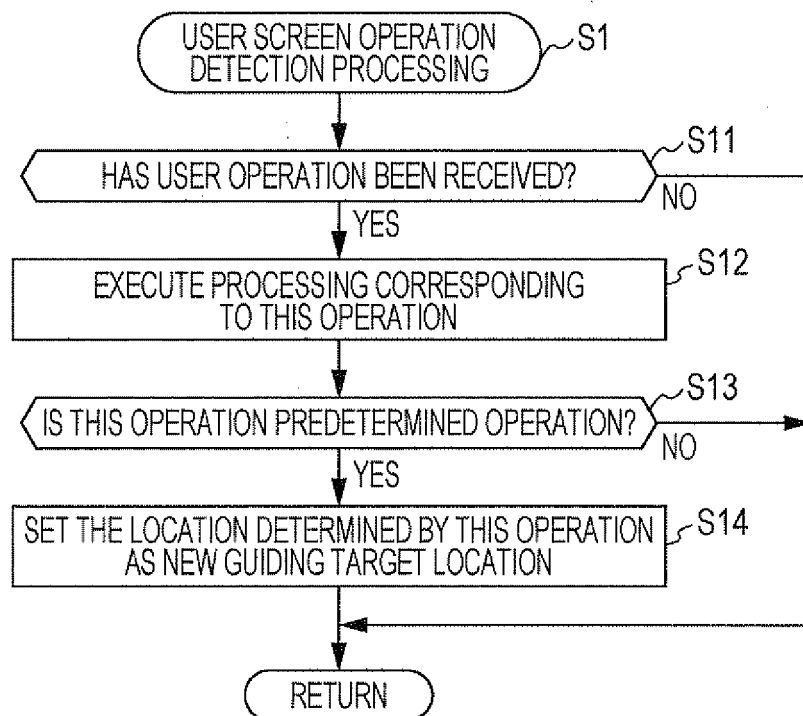 USER SCREEN OPERATION
DETECTION PROCESSING
S1
HAS USER OPERATION BEEN RECEIVED?
S11
NO
YES
EXECUTE PROCESSING CORRESPONDING
TO THIS OPERATION
S12
IS THIS OPERATION PREDETERMINED OPERATION?
S13
NO
YES
SET THE LOCATION DETERMINED BY THIS OPERATION
AS NEW GUIDING TARGET LOCATION
S14
RETURN